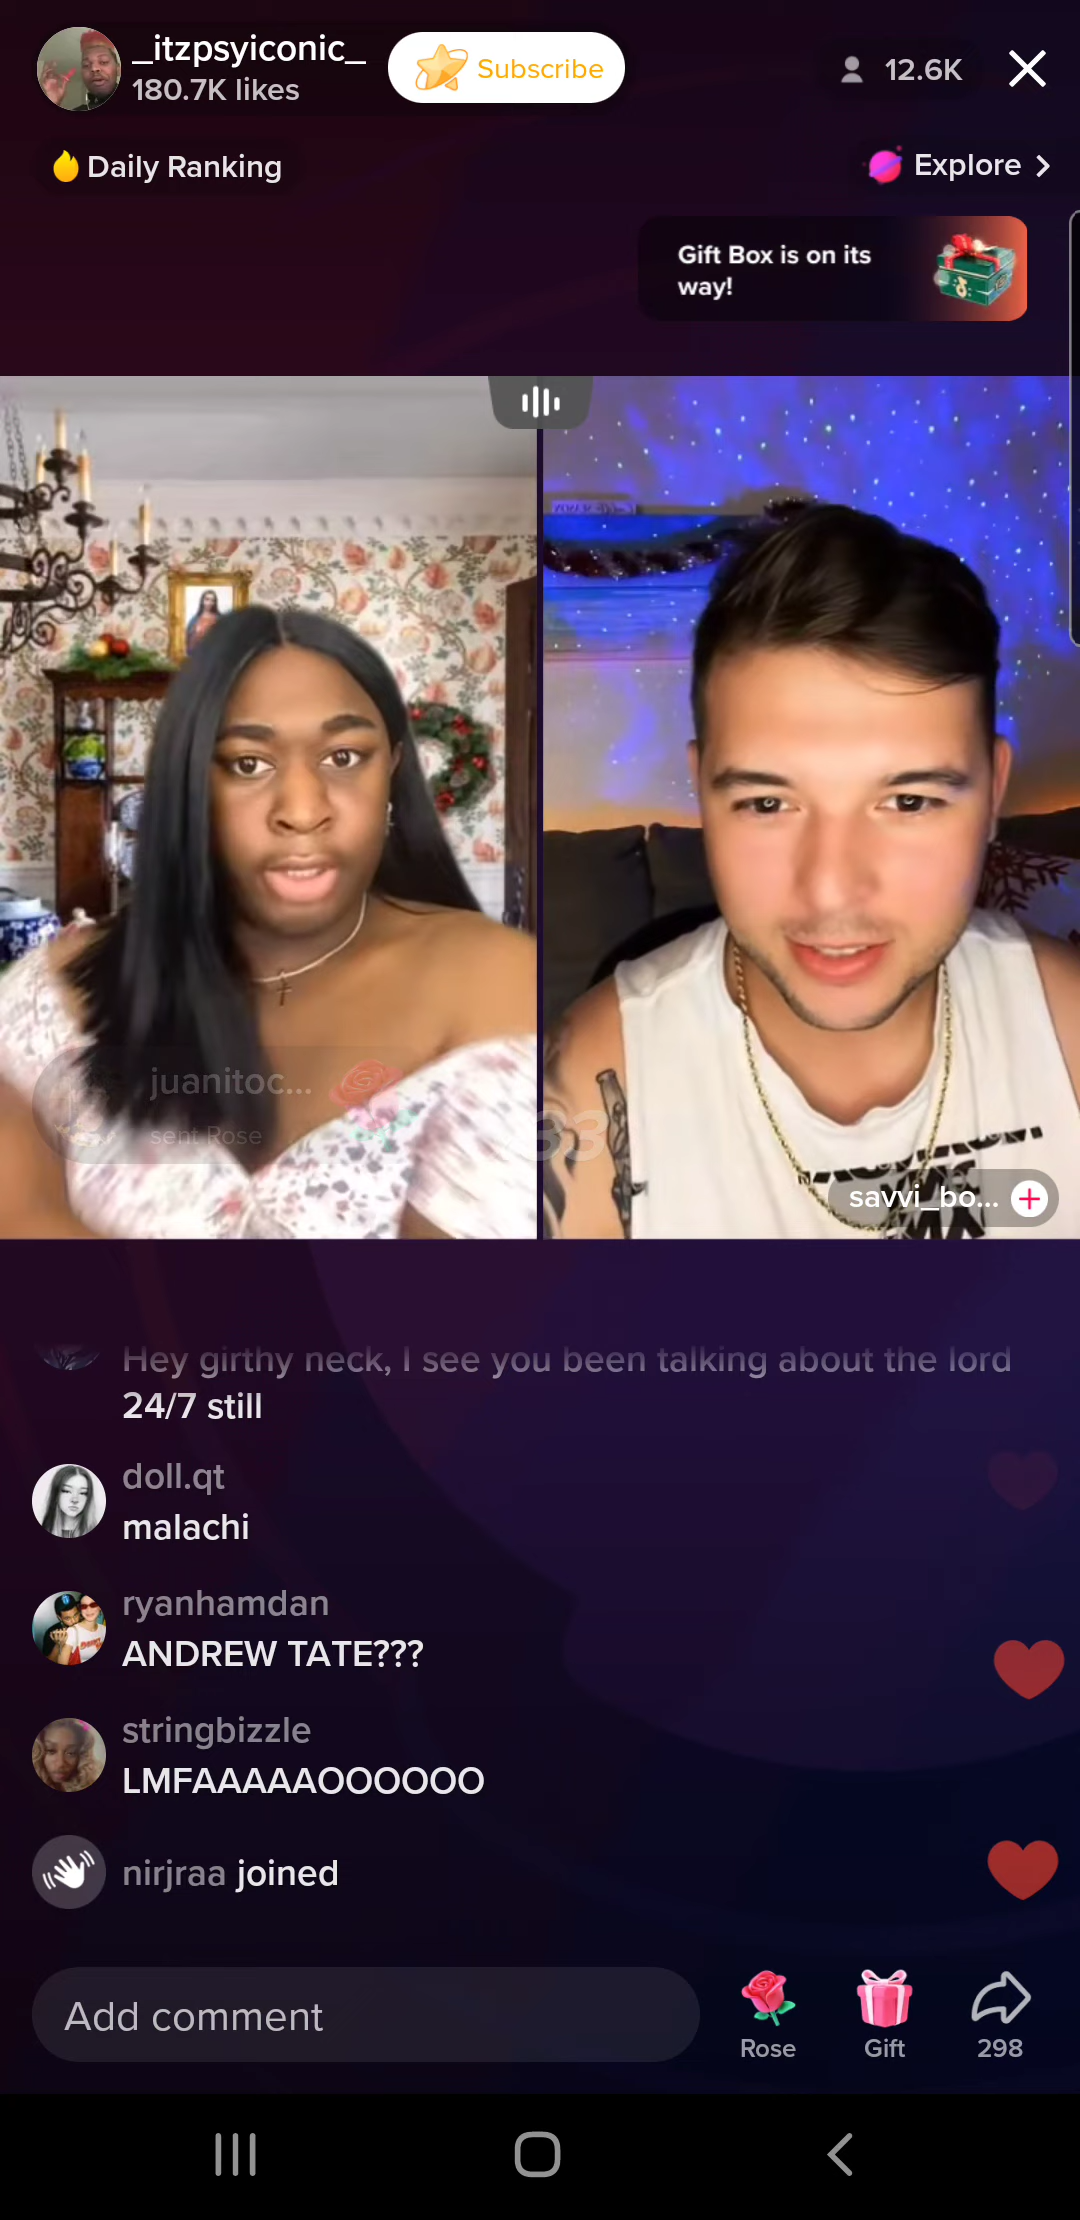 _itzpsyiconic_
180.7K likes
Subscribe
12.6K
Daily Ranking
Explore
Gift Box is on its
way!
juanitoc...
sent Rose
savvi_bo...
Hey girthy neck, I see you been talking about the lord
24/7 still
doll.qt
malachi
ryanhamdan
ANDREW TATE???
stringbizzle
LMFAAAAAOOOOOO
nirjraa joined
Add comment
Rose
Gift
298